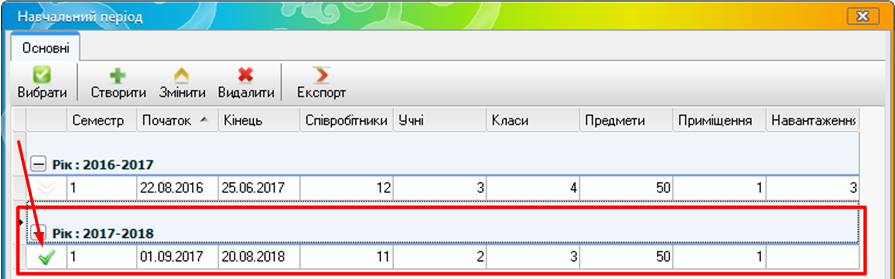 Навчальний період
Основні
Вибрати Створити Змінити Видалити Експорт
Семестр Початок Кінець Співробітники Учні Класи Предмети Приміщення Навантаження
Рік : 2016-2017
1 22.08.2016 25.06.2017 12 3 4 50 1 3
Рік : 2017-2018
1 01.09.2017 20.08.2018 11 2 3 50 1